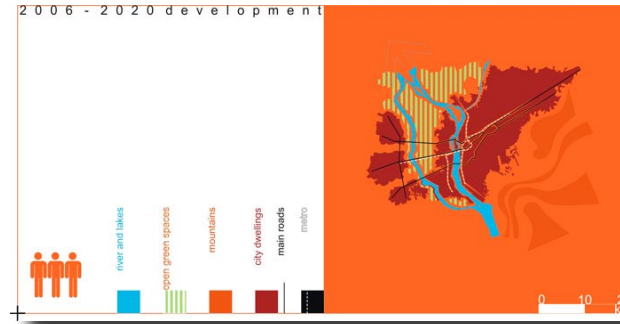 2006-2020 development
river and lakes
open green spaces
mountains
city dwellings
main roads
metro
0 10